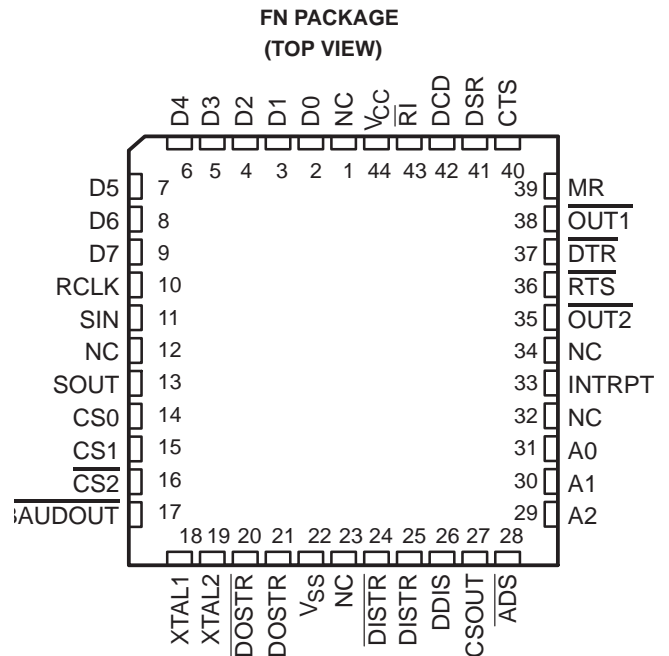 FN PACKAGE
(TOP VIEW)
D4 D3 D2 D1 D0 NC VCC RI DCD DSR CTS
6 5 4 3 2 1 44 43 42 41 40
D5 7 39 MR
D6 8 38 OUT1
D7 9 37 DTR
RCLK 10 36 RTS
SIN 11 35 OUT2
NC 12 34 NC
SOUT 13 33 INTRPT
CS0 14 32 NC
CS1 15 31 A0
CS2 16 30 A1
BAUDOUT 17 29 A2
18 19 20 21 22 23 24 25 26 27 28
XTAL1 XTAL2 DOSTR DOSTR VSS NC DISTR DISTR DDIS CSOUT ADS